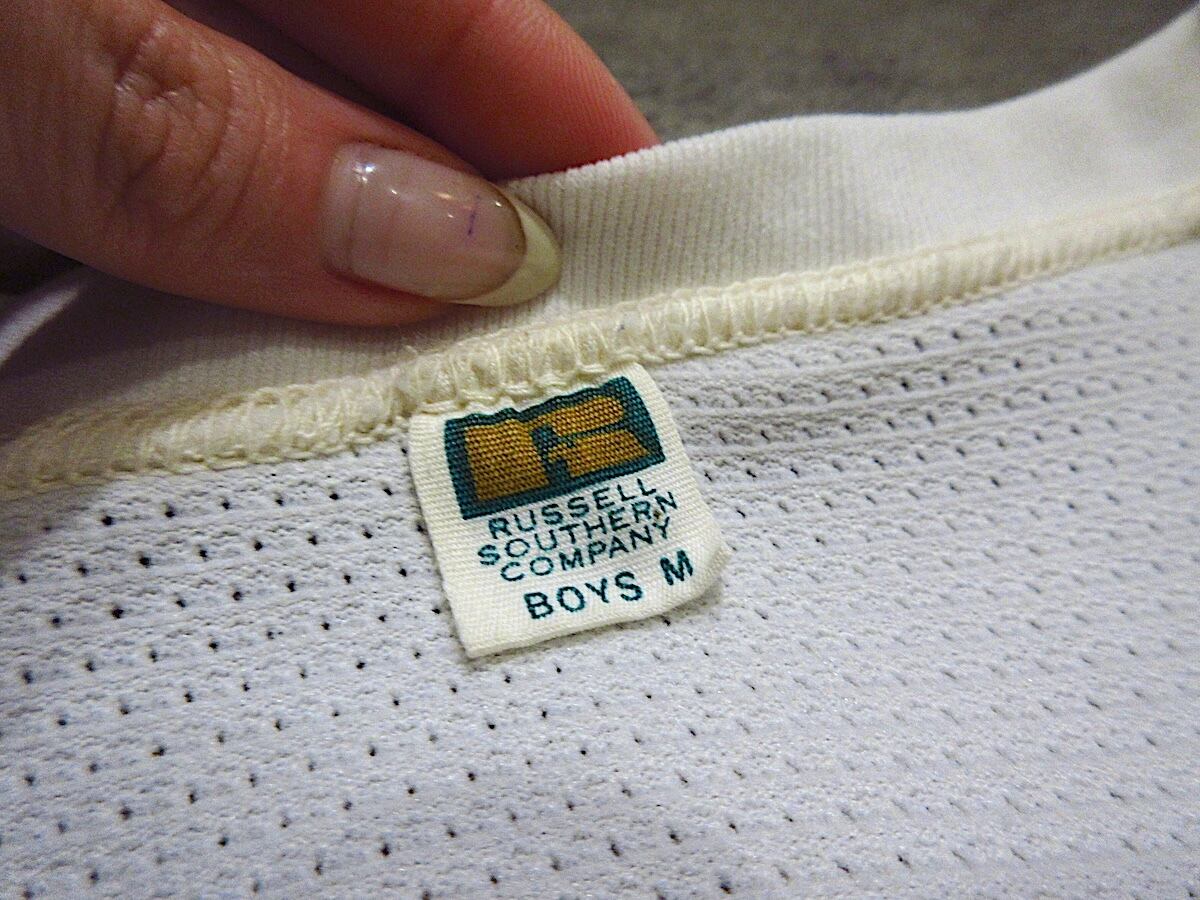 R
RUSSELL
SOUTHERN
COMPANY
BOYS M